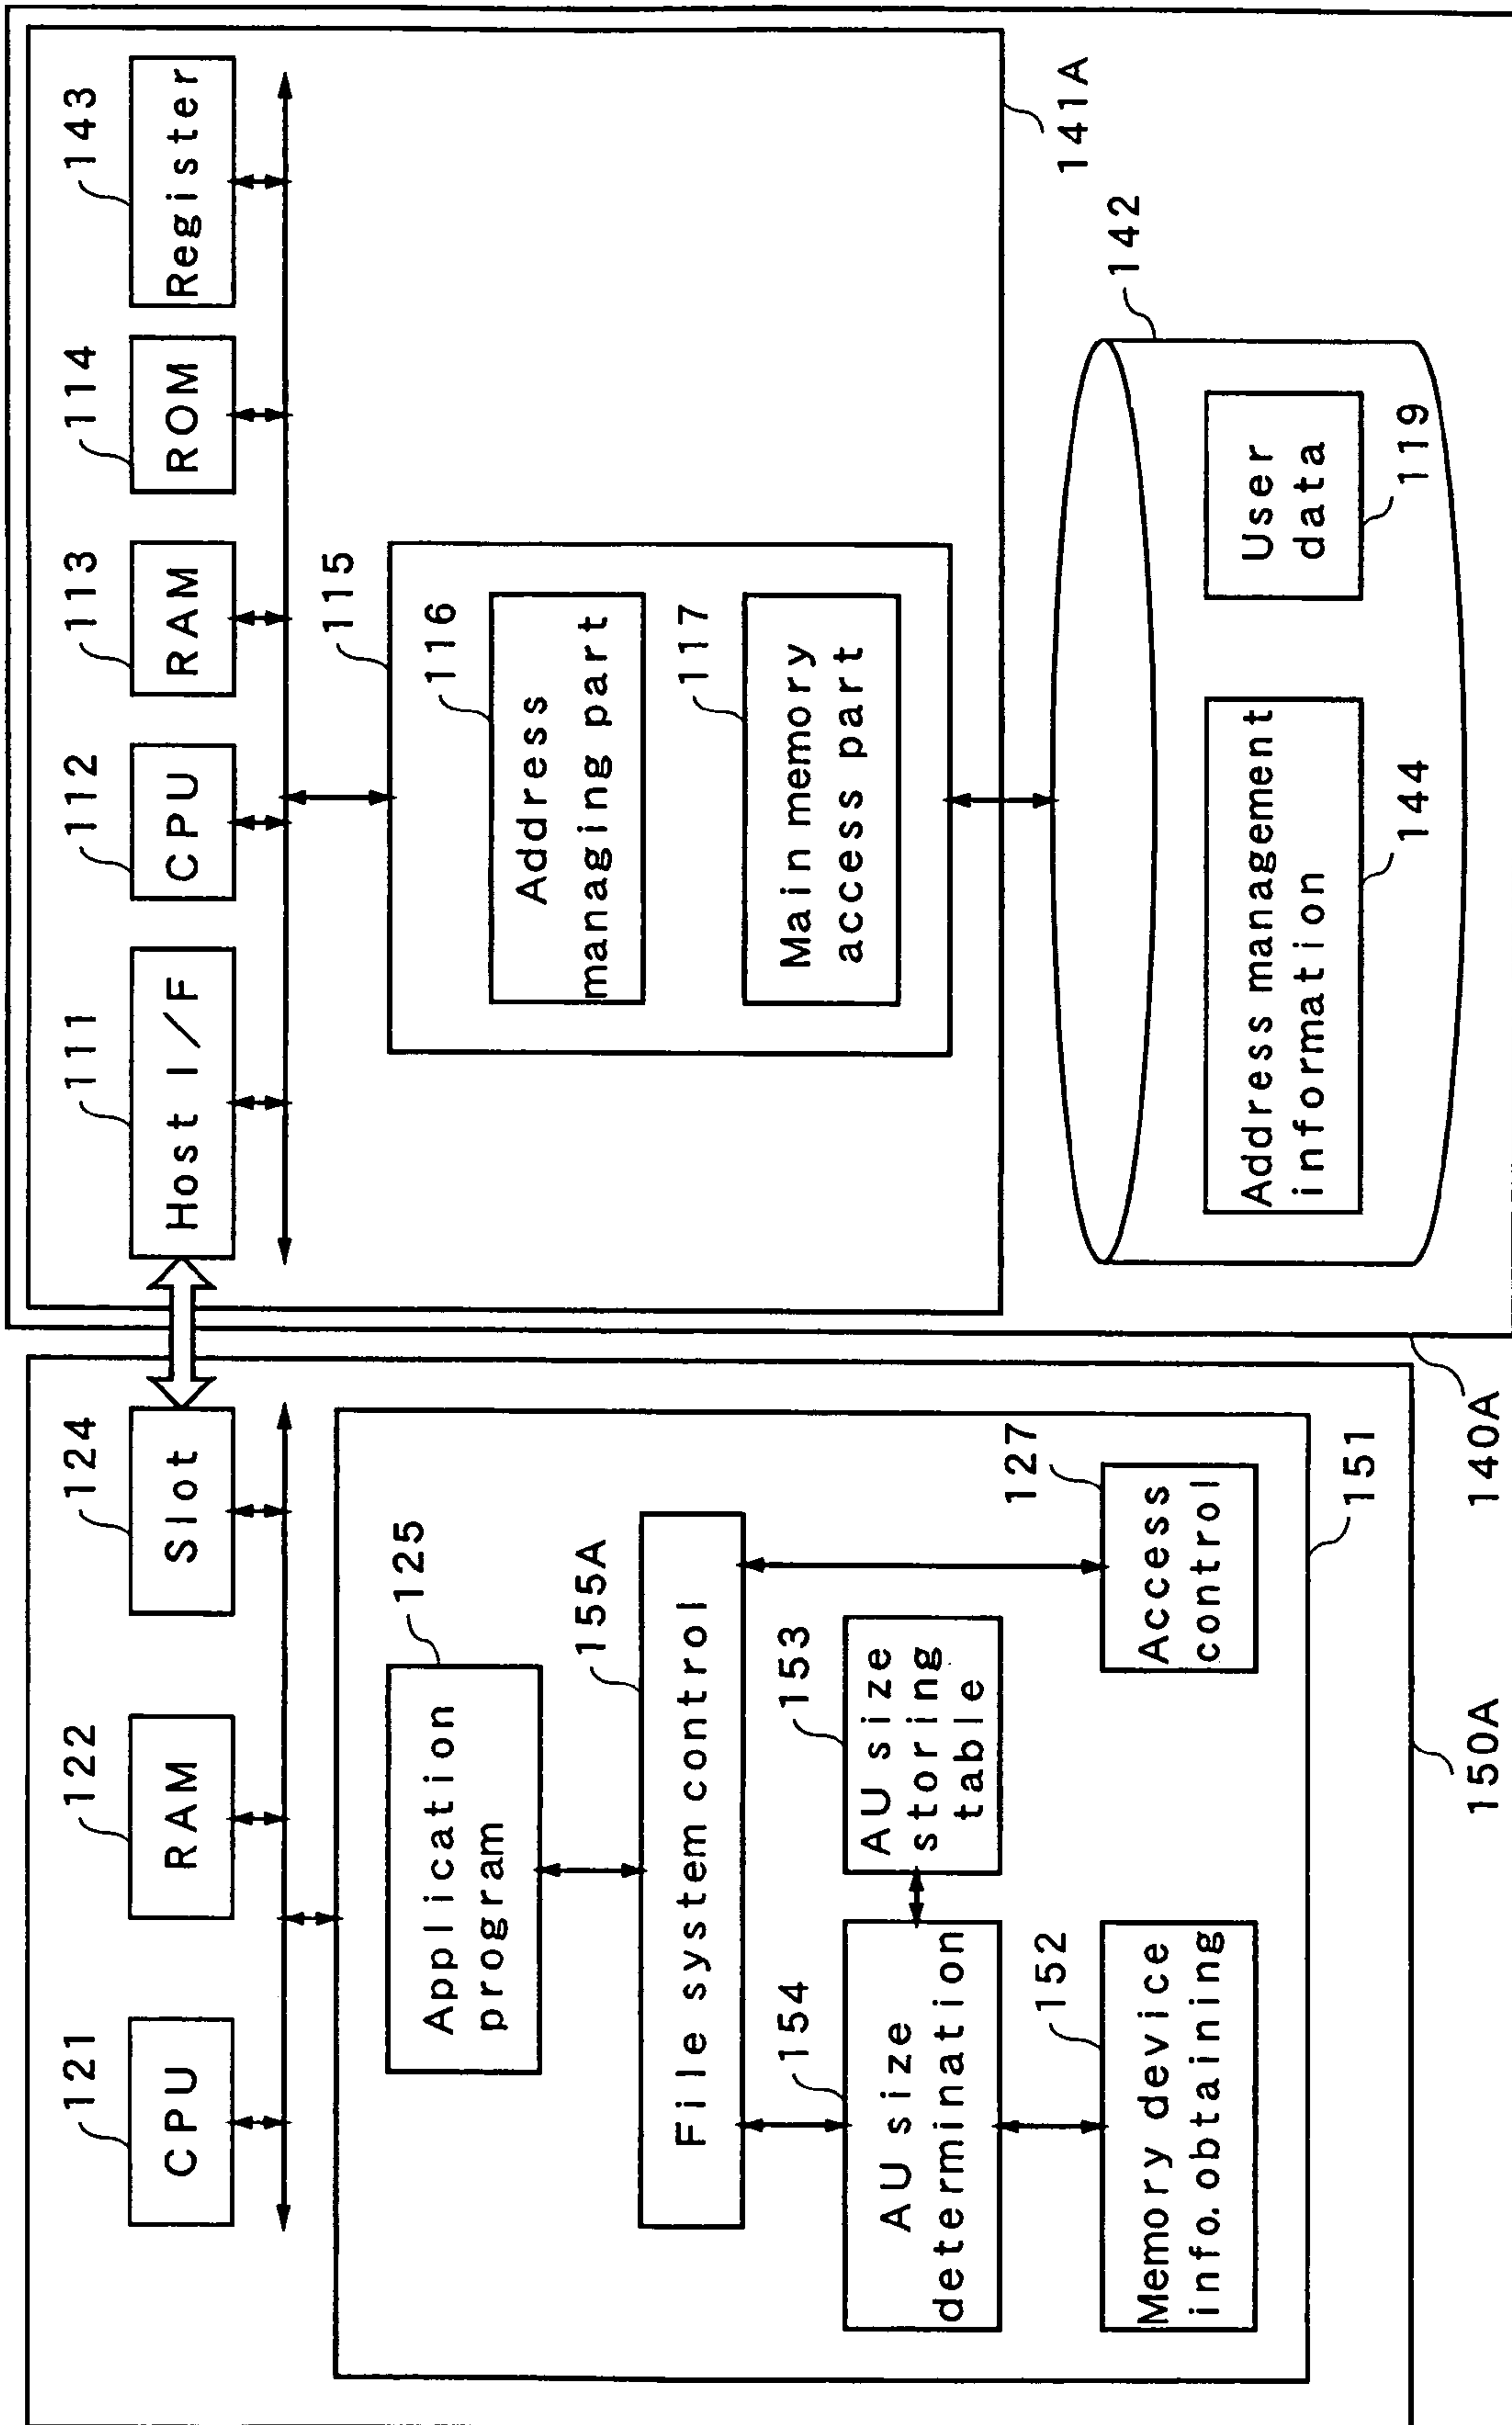 121
CPU
122
RAM
124
Slot
125
Application
program
155A
File system control
154
AU size
determination
153
AU size
storing
table
152
Memory device
info.obtaining
127
Access
control
151
150A
140A
111
Host I/F
112
CPU
113
RAM
114
ROM
143
Register
115
116
Address
managing part
117
Main memory
access part
141A
142
Address management
information
144
User
data
119